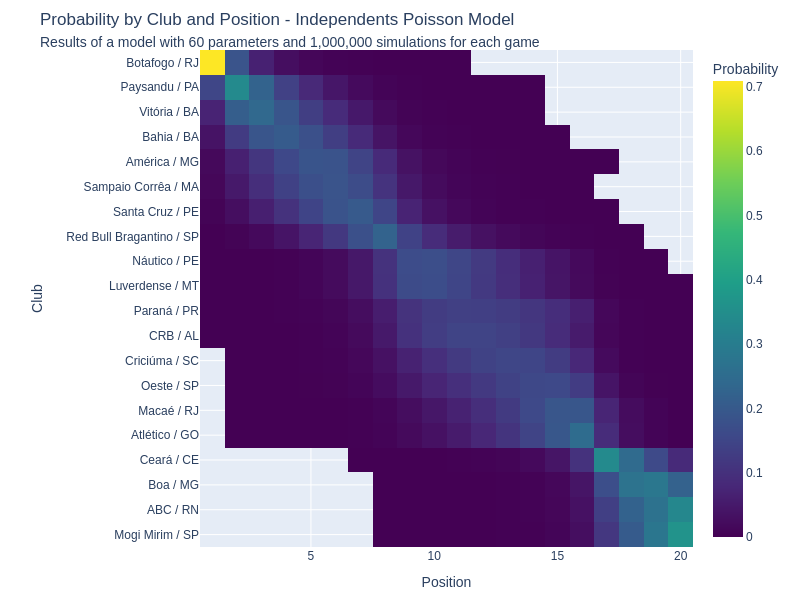 Probability by Club and Position - Independents Poisson Model
Results of a model with 60 parameters and 1,000,000 simulations for each game
Probability
Botafogo / RJ
Paysandu / PA
Vitória / BA
Bahia / BA
América / MG
Sampaio Corrêa / MA
Santa Cruz / PE
Red Bull Bragantino / SP
Náutico / PE
Luverdense / MT
Paraná / PR
CRB / AL
Criciúma / SC
Oeste / SP
Macaé / RJ
Atlético / GO
Ceará / CE
Boa / MG
ABC / RN
Mogi Mirim / SP
Club
5
10
15
20
Position
0.7
0.6
0.5
0.4
0.3
0.2
0.1
0